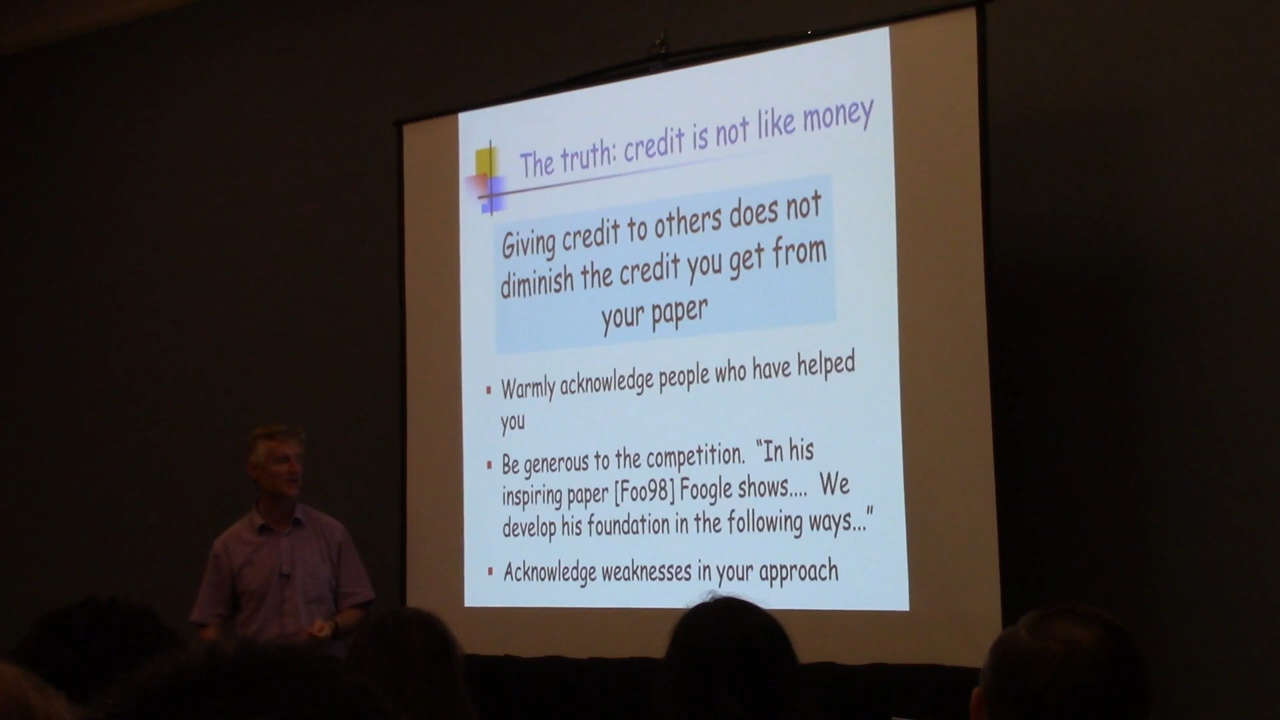 The truth: credit is not like money
Giving credit to others does not
diminish the credit you get from
your paper
▪ Warmly acknowledge people who have helped
you
▪ Be generous to the competition. “In his
inspiring paper [Foo98] Foogle shows.... We
develop his foundation in the following ways...”
▪ Acknowledge weaknesses in your approach